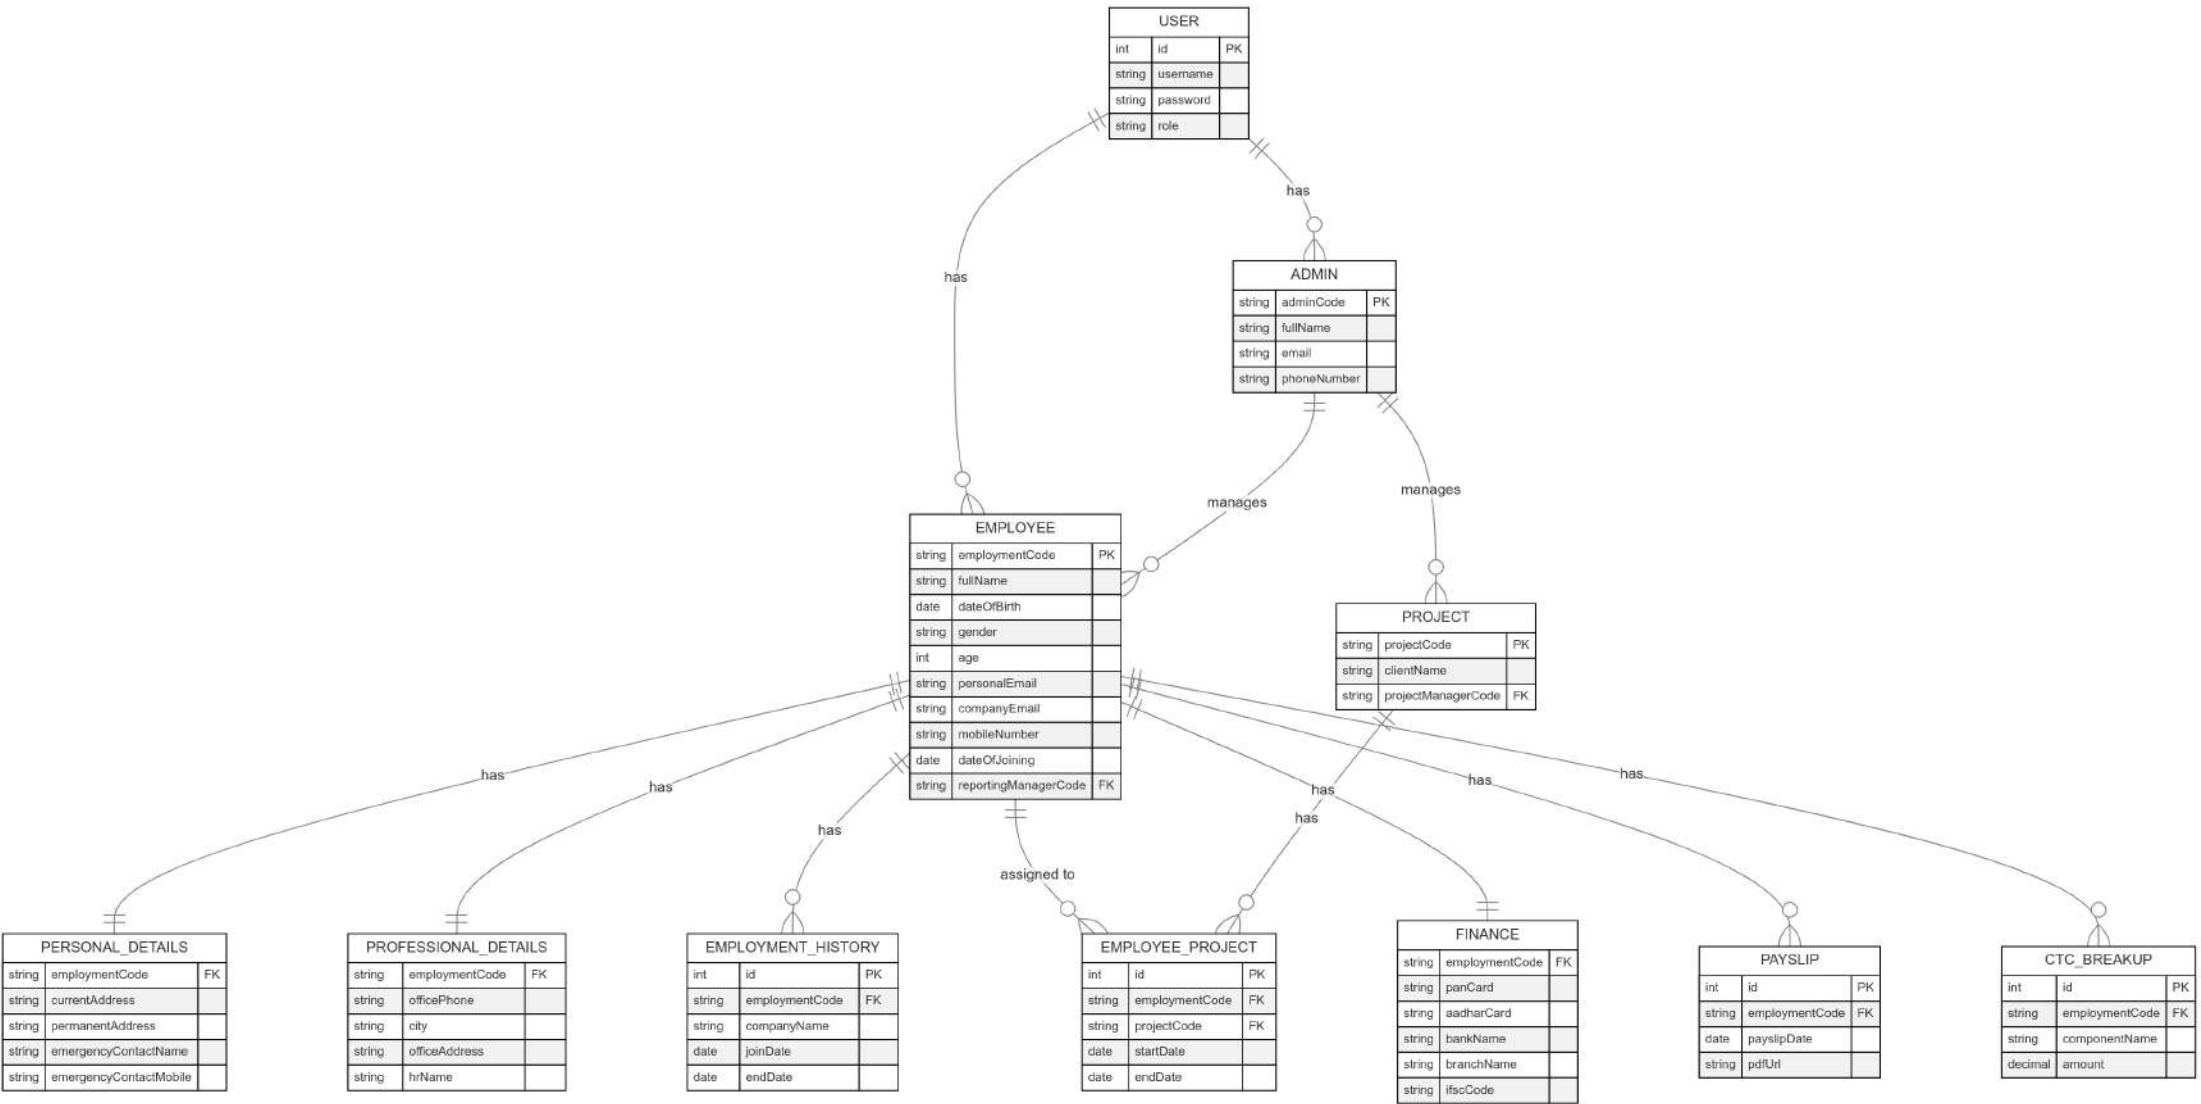 USER
int id PK
string username
string password
string role
has
has
ADMIN
string adminCode PK
string fullName
string email
string phoneNumber
manages
manages
EMPLOYEE
string employmentCode PK
string fullName
date dateOfBirth
string gender
int age
string personalEmail
string companyEmail
string mobileNumber
date dateOfJoining
string reportingManagerCode FK
PROJECT
string projectCode PK
string clientName
string projectManagerCode FK
has
has
has
assigned to
has
has
has
has
PERSONAL_DETAILS
string employmentCode FK
string currentAddress
string permanentAddress
string emergencyContactName
string emergencyContactMobile
PROFESSIONAL_DETAILS
string employmentCode FK
string officePhone
string city
string officeAddress
string hrName
EMPLOYMENT_HISTORY
int id PK
string employmentCode FK
string companyName
date joinDate
date endDate
EMPLOYEE_PROJECT
int id PK
string employmentCode FK
string projectCode FK
date startDate
date endDate
FINANCE
string employmentCode FK
string panCard
string aadharCard
string bankName
string branchName
string ifscCode
PAYSLIP
int id PK
string employmentCode FK
date payslipDate
string pdfUrl
CTC_BREAKUP
int id PK
string employmentCode FK
string componentName
decimal amount